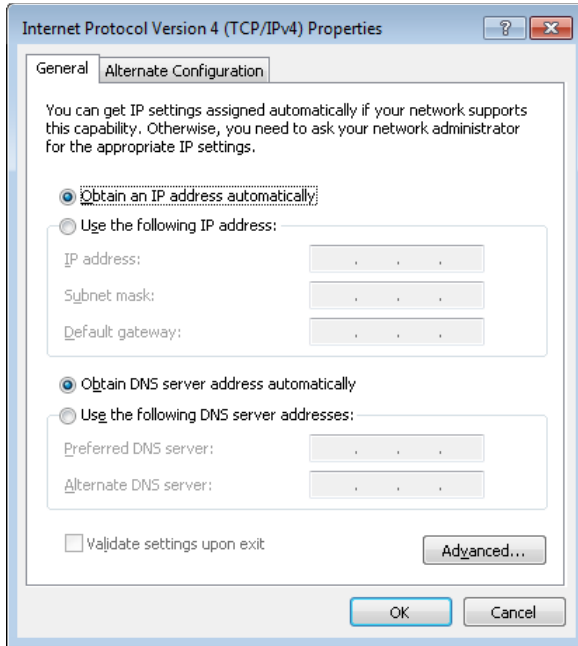 Internet Protocol Version 4 (TCP/IPv4) Properties
General
Alternate Configuration
You can get IP settings assigned automatically if your network supports
this capability. Otherwise, you need to ask your network administrator
for the appropriate IP settings.
Obtain an IP address automatically
Use the following IP address:
IP address:
Subnet mask:
Default gateway:
Obtain DNS server address automatically
Use the following DNS server addresses:
Preferred DNS server:
Alternate DNS server:
Validate settings upon exit
Advanced...
OK
Cancel